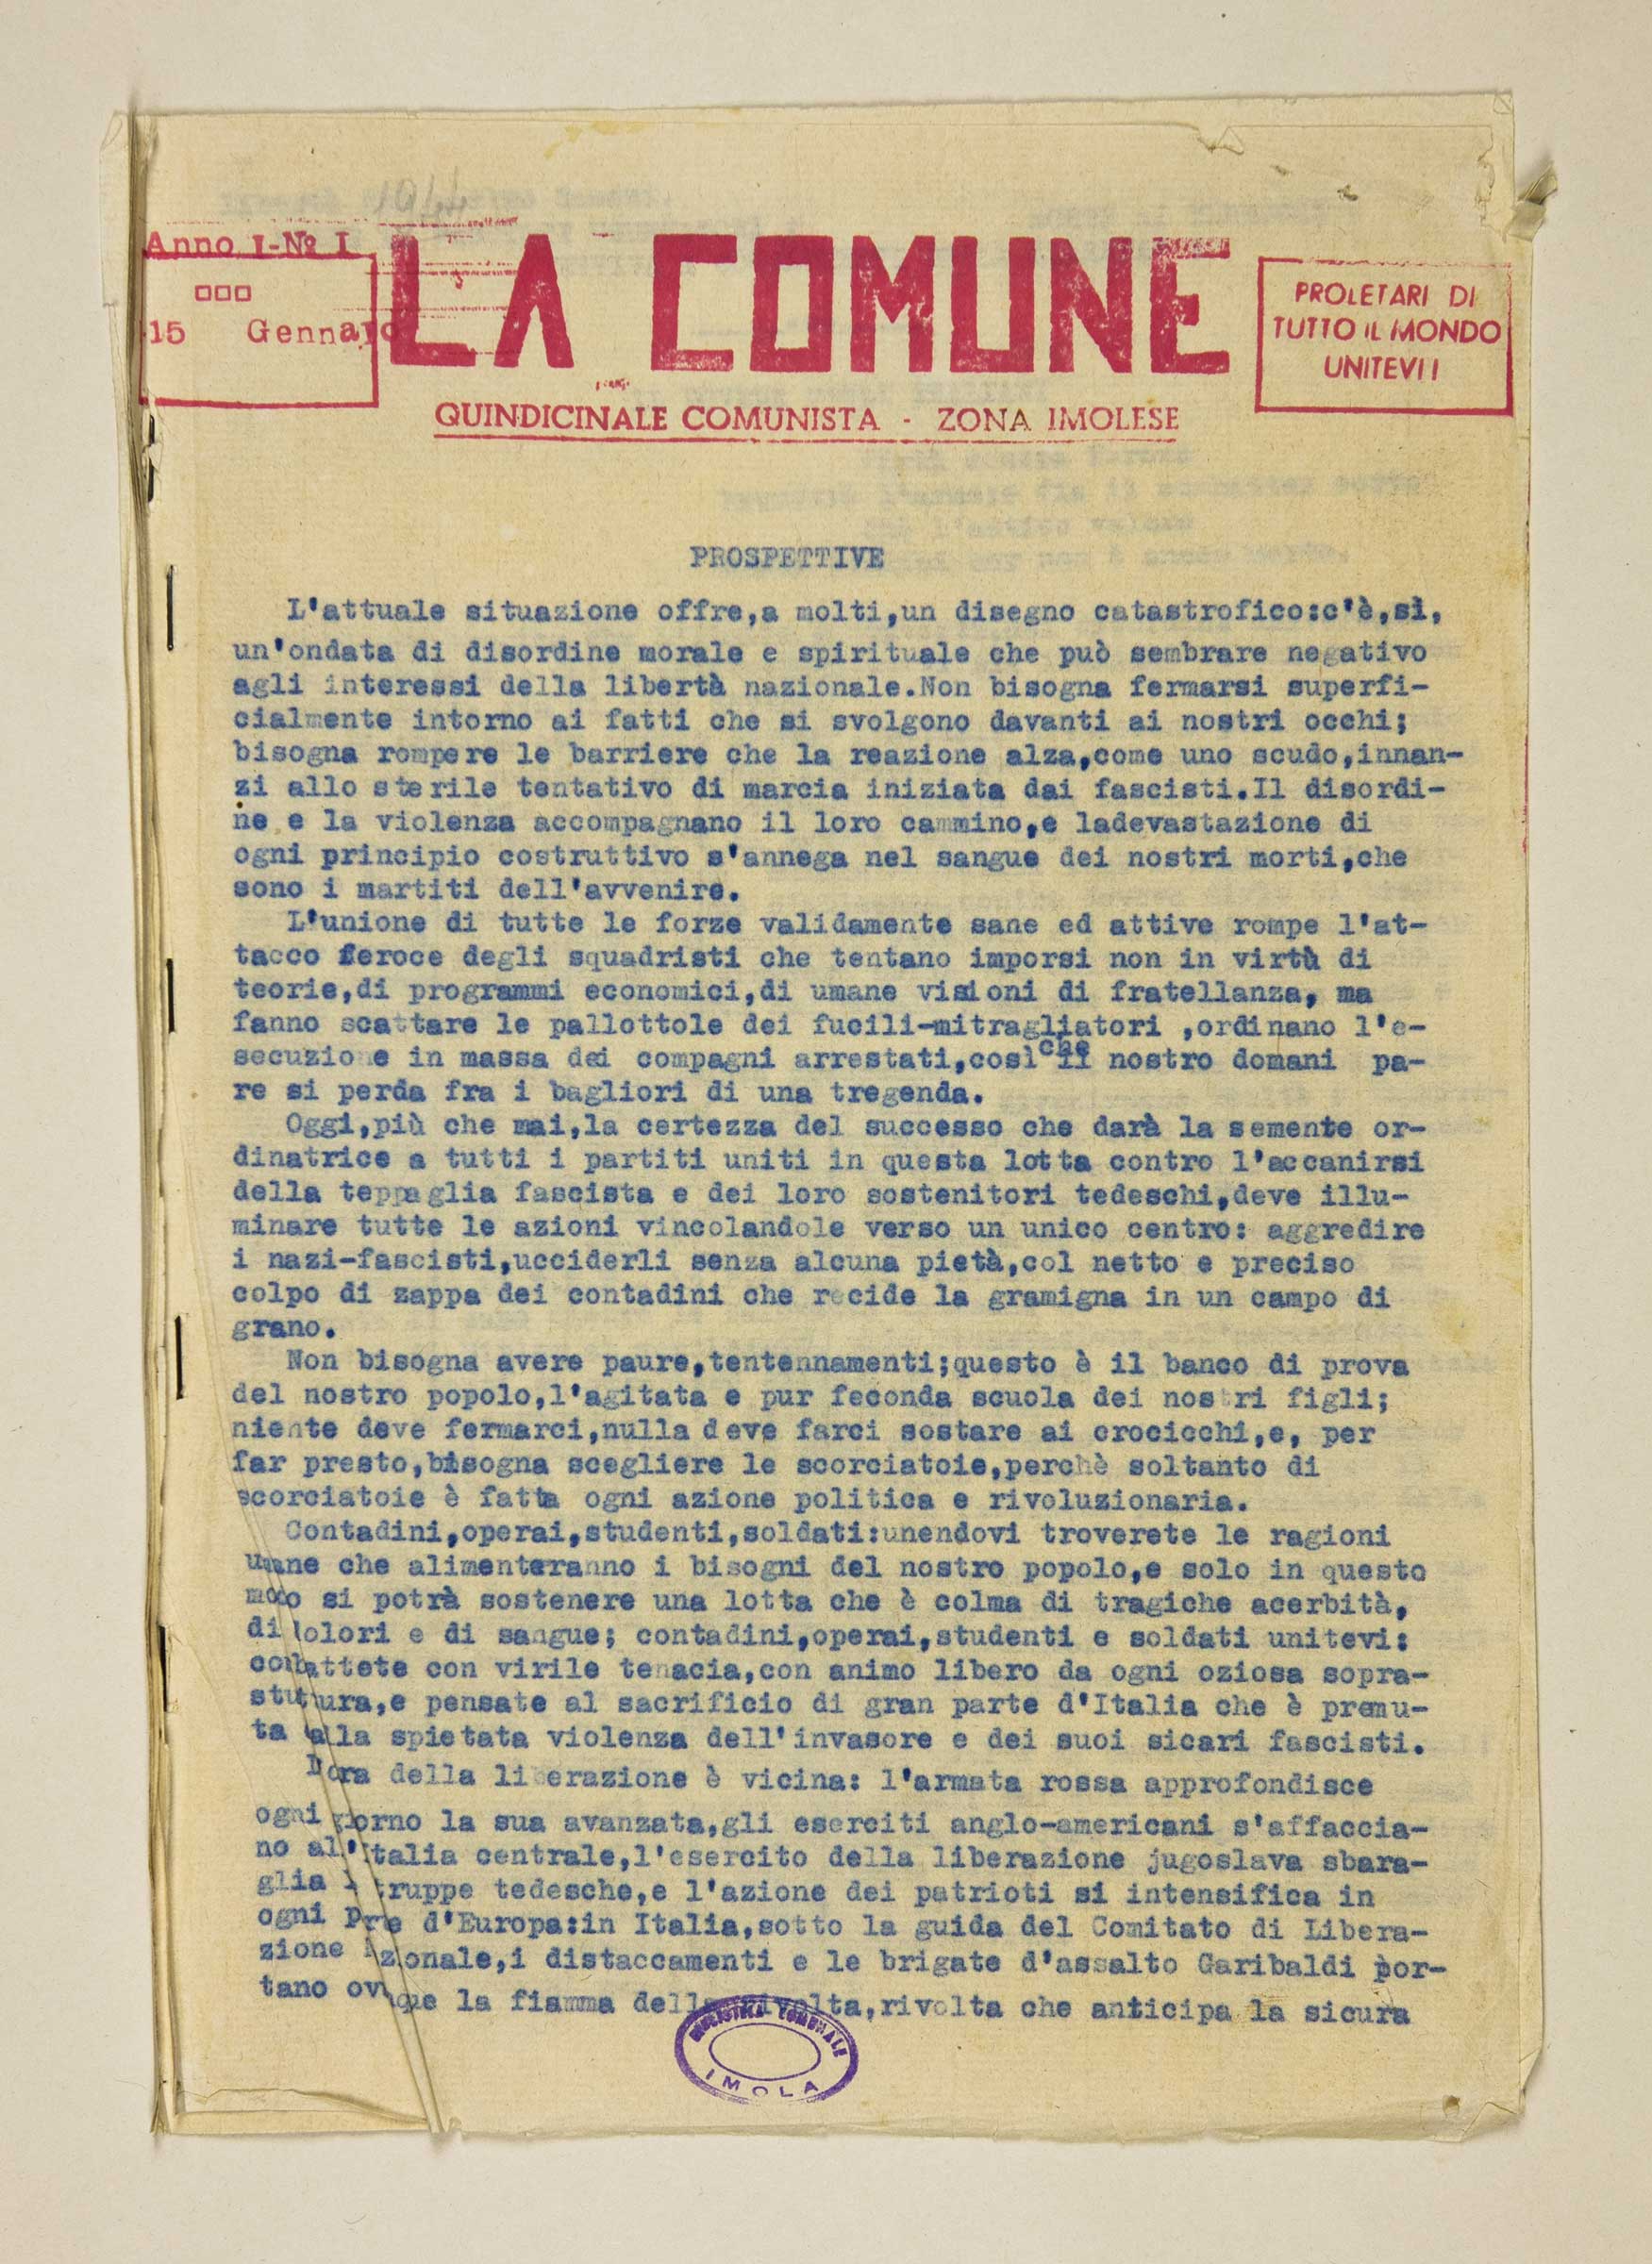 1944
Anno I-Nº I
15 Gennaio
LA COMUNE
PROLETARI DI
TUTTO IL MONDO
UNITEVI!
QUINDICINALE COMUNISTA - ZONA IMOLESE
PROSPETTIVE
L'attuale situazione offre,a molti,un disegno catastrofico:c'è,sì,
un'ondata di disordine morale e spirituale che può sembrare negativo
agli interessi della libertà nazionale.Non bisogna fermarsi superfi-
cialmente intorno ai fatti che si svolgono davanti ai nostri occhi;
bisogna rompere le barriere che la reazione alza,come uno scudo,innan-
zi allo sterile tentativo di marcia iniziata dai fascisti.Il disordi-
ne e la violenza accompagnano il loro cammino,e ladevastazione di
ogni principio costruttivo s'annega nel sangue dei nostri morti,che
sono i martiti dell'avvenire.
L'unione di tutte le forze validamente sane ed attive rompe l'at-
tacco feroce degli squadristi che tentano imporsi non in virtù di
teorie,di programmi economici,di umane visioni di fratellanza, ma
fanno scattare le pallottole dei fucili-mitragliatori ,ordinano l'e-
secuzione in massa dei compagni arrestati,così che il nostro domani pa-
re si perda fra i bagliori di una tregenda.
Oggi,più che mai,la certezza del successo che darà la semente or-
dinatrice a tutti i partiti uniti in questa lotta contro l'accanirsi
della teppaglia fascista e dei loro sostenitori tedeschi,deve illu-
minare tutte le azioni vincolandole verso un unico centro: aggredire
i nazi-fascisti,ucciderli senza alcuna pietà,col netto e preciso
colpo di zappa dei contadini che recide la gramigna in un campo di
grano.
Non bisogna avere paure,tentennamenti;questo è il banco di prova
del nostro popolo,l'agitata e pur feconda scuola dei nostri figli;
niente deve fermarci,nulla deve farci sostare ai crocicchi,e, per
far presto,bisogna scegliere le scorciatoie,perchè soltanto di
scorciatoie è fatta ogni azione politica e rivoluzionaria.
Contadini,operai,studenti,soldati:unendovi troverete le ragioni
umane che alimenteranno i bisogni del nostro popolo,e solo in questo
modo si potrà sostenere una lotta che è colma di tragiche acerbità,
di dolori e di sangue; contadini,operai,studenti e soldati unitevi:
combattete con virile tenacia,con animo libero da ogni oziosa sopra-
stuttura,e pensate al sacrificio di gran parte d'Italia che è premu-
ta alla spietata violenza dell'invasore e dei suoi sicari fascisti.
L'ora della liberazione è vicina: l'armata rossa approfondisce
ogni giorno la sua avanzata,gli eserciti anglo-americani s'affaccia-
no all'Italia centrale,l'esercito della liberazione jugoslava sbara-
glia truppe tedesche,e l'azione dei patrioti si intensifica in
ogni d'Europa:in Italia,sotto la guida del Comitato di Libera-
zione Nazionale,i distaccamenti e le brigate d'assalto Garibaldi por-
tano ovunque la fiamma della rivolta,rivolta che anticipa la sicura
BIBLIOTECA COMUNALE
IMOLA